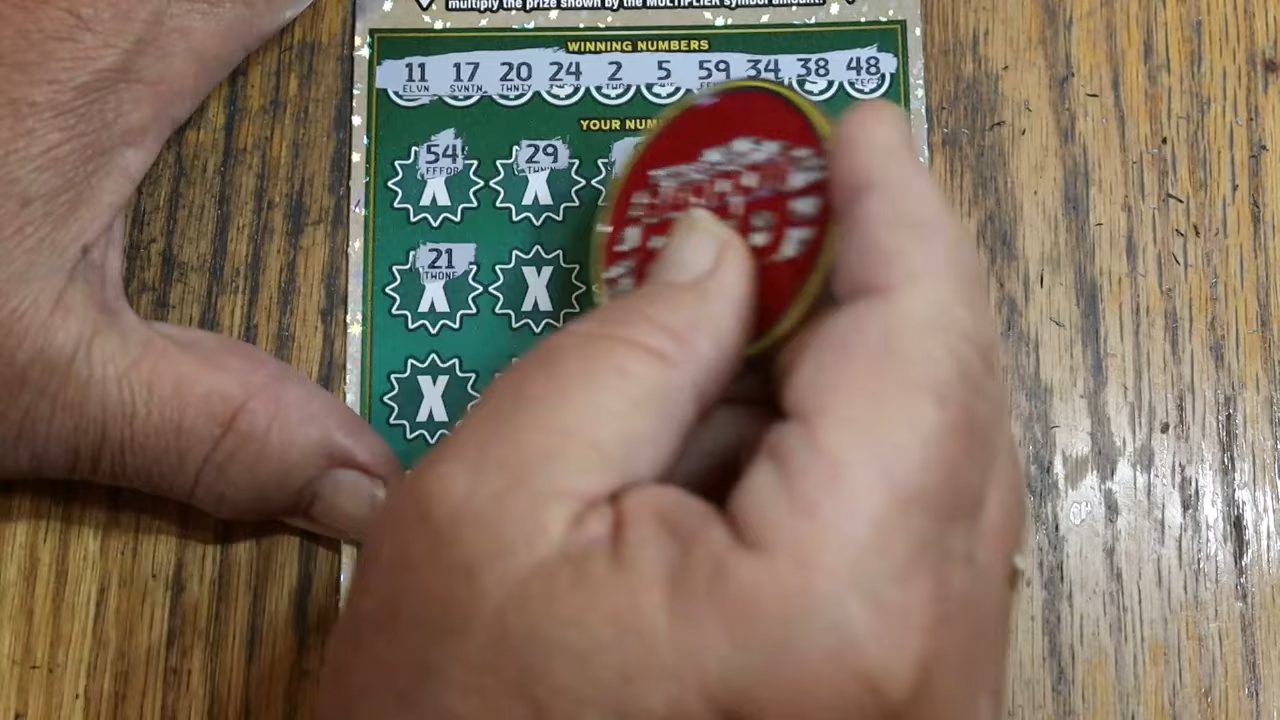 multiply the prize shown by the MULTIPLIER symbol amount.
WINNING NUMBERS
11 17 20 24 2 5 59 34 38 48
ELVN SVNTN THNTY
YOUR
54 29
FFFOR
X X
21
THONE
X X
X